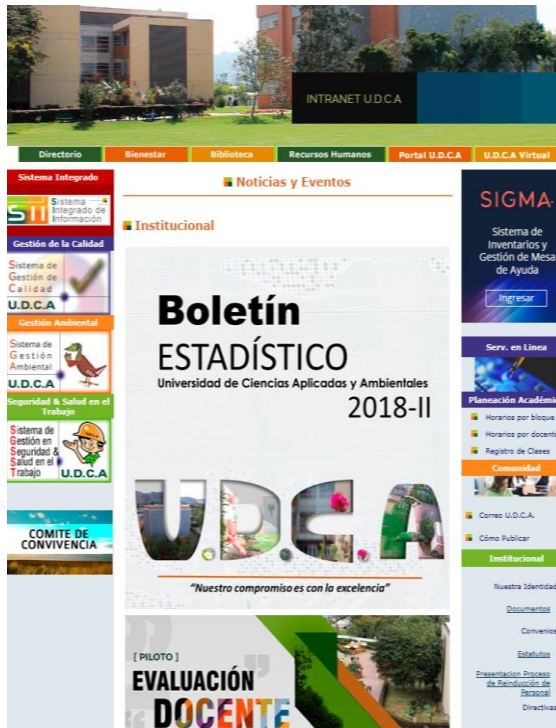 INTRANET U.D.C.A
Directorio
Bienestar
Biblioteca
Recursos Humanos
Portal U.D.C.A
U.D.C.A Virtual
Sistema Integrado
SII
Sistema
Integrado de
Información
Gestión de la Calidad
Sistema de
Gestión de
Calidad
U.D.C.A
Gestión Ambiental
Sistema de
Gestión
Ambiental
U.D.C.A
Seguridad & Salud en el
Trabajo
Sistema de
Gestión en
Seguridad &
Salud en el
Trabajo
U.D.C.A
COMITE DE
CONVIVENCIA
Noticias y Eventos
Institucional
Boletín
ESTADÍSTICO
Universidad de Ciencias Aplicadas y Ambientales
2018-II
U.D.C.A
"Nuestro compromiso es con la excelencia"
[ PILOTO ]
EVALUACIÓN
DOCENTE
SIGMA
Sistema de
Inventarios y
Gestión de Mesa
de Ayuda
Ingresar
Serv. en Linea
Planeación Académi
Horarios por bloque
Horarios por docent
Registro de Clases
Comunidad
Correo U.D.C.A.
Cómo Publicar
Institucional
Nuestra Identidad
Documentos
Convenios
Estatutos
Presentacion Proceso
de Reinducción de
Personal
Directivas